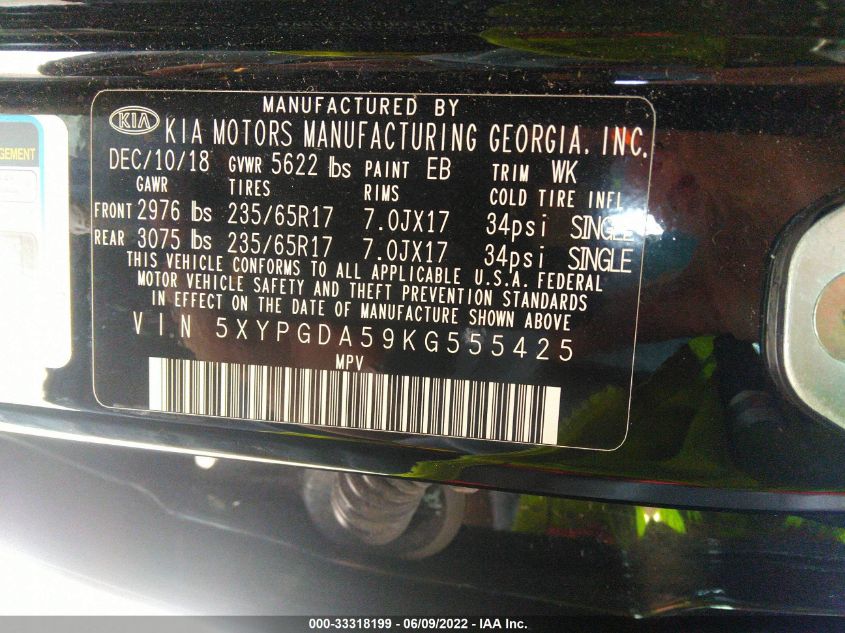 MANUFACTURED BY
KIA KIA MOTORS MANUFACTURING GEORGIA. INC.
DEC/10/18 GVWR 5622 lbs PAINT EB TRIM WK
GAWR TIRES RIMS COLD TIRE INFL
FRONT 2976 lbs 235/65R17 7.0JX17 34psi SINGLE
REAR 3075 lbs 235/65R17 7.0JX17 34psi SINGLE
THIS VEHICLE CONFORMS TO ALL APPLICABLE U.S.A. FEDERAL
MOTOR VEHICLE SAFETY AND THEFT PREVENTION STANDARDS
IN EFFECT ON THE DATE OF MANUFACTURE SHOWN ABOVE
VIN 5XYPGDA59KG555425
MPV
000-33318199 - 06/09/2022 - IAA Inc.